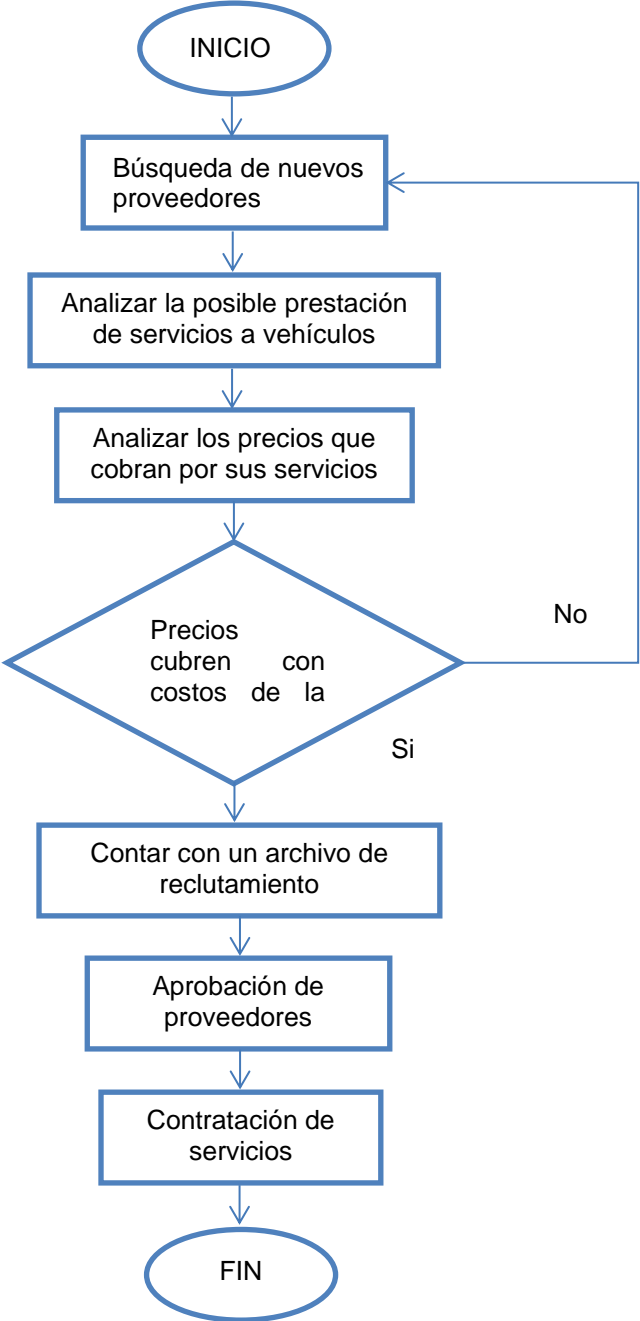 INICIO
Búsqueda de nuevos
proveedores
Analizar la posible prestación
de servicios a vehículos
Analizar los precios que
cobran por sus servicios
Precios
cubren con
costos de la
No
Si
Contar con un archivo de
reclutamiento
Aprobación de
proveedores
Contratación de
servicios
FIN